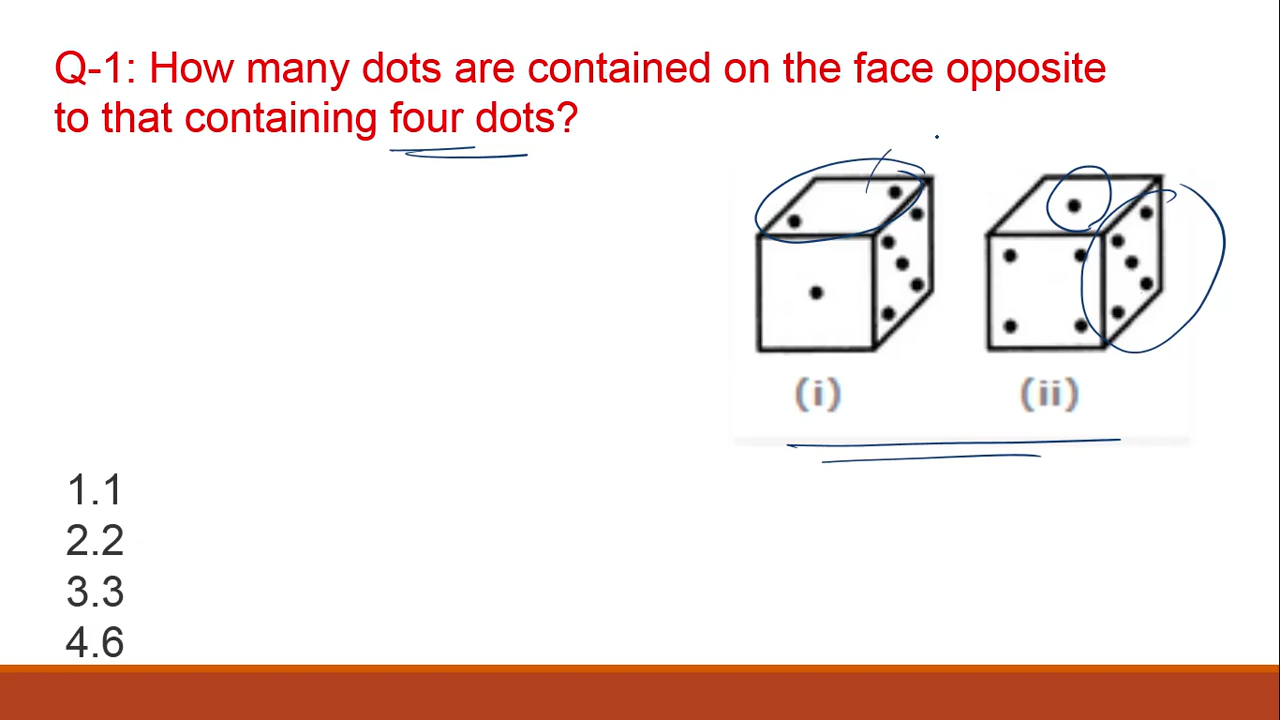 Q-1: How many dots are contained on the face opposite
to that containing four dots?
(i)
(ii)
1.1
2.2
3.3
4.6